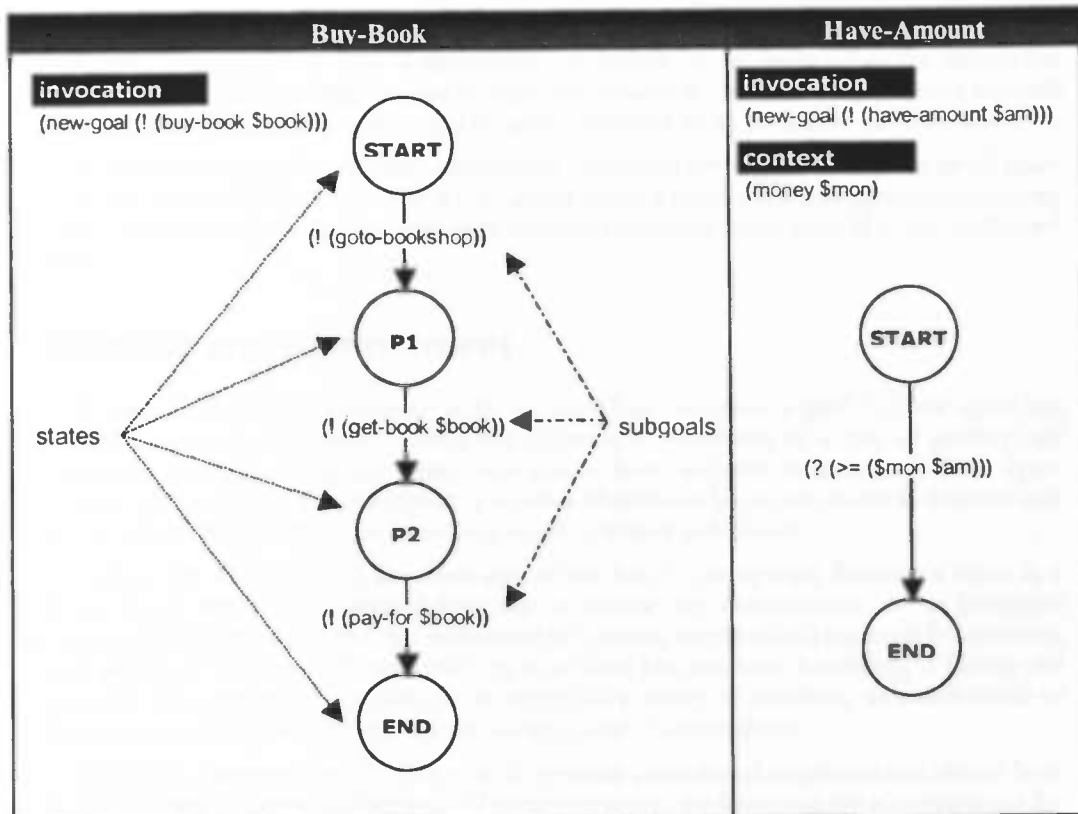 Buy-Book
invocation
(new-goal (! (buy-book $book)))
START
(! (goto-bookshop))
P1
states
(! (get-book $book))
subgoals
P2
(! (pay-for $book))
END
Have-Amount
invocation
(new-goal (! (have-amount $am)))
context
(money $mon)
START
(? (>= ($mon $am)))
END